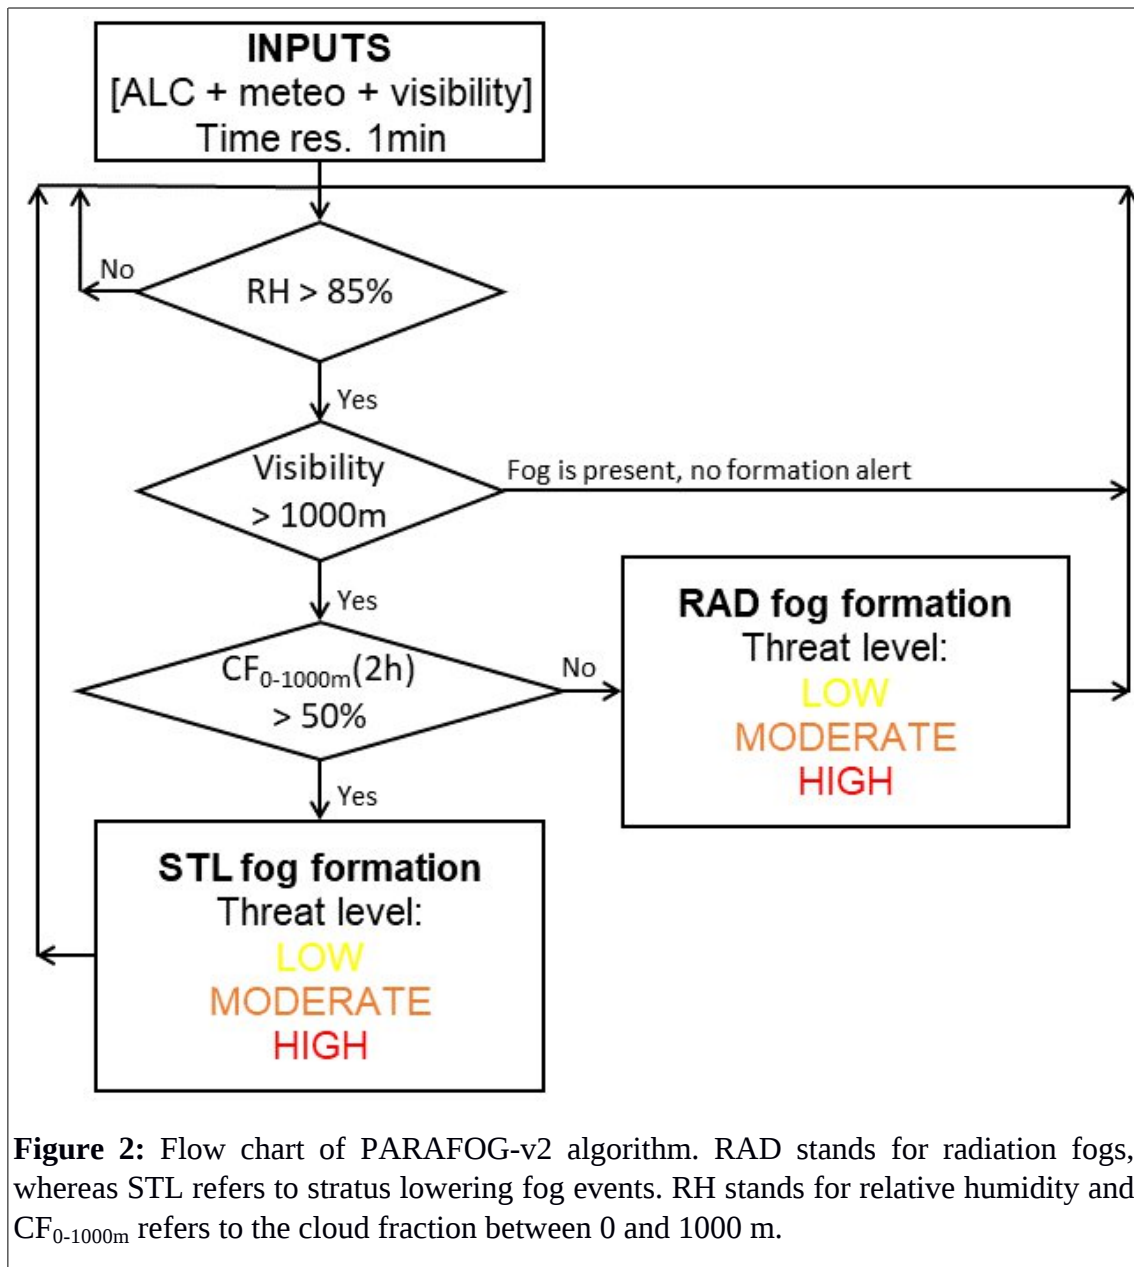 INPUTS
[ALC + meteo + visibility]
Time res. 1min
No
RH > 85%
Yes
Visibility
> 1000m
Fog is present, no formation alert
Yes
CF0-1000m(2h)
> 50%
No
RAD fog formation
Threat level:
LOW
MODERATE
HIGH
Yes
STL fog formation
Threat level:
LOW
MODERATE
HIGH
Figure 2: Flow chart of PARAFOG-v2 algorithm. RAD stands for radiation fogs,
whereas STL refers to stratus lowering fog events. RH stands for relative humidity and
CF0-1000m refers to the cloud fraction between 0 and 1000 m.